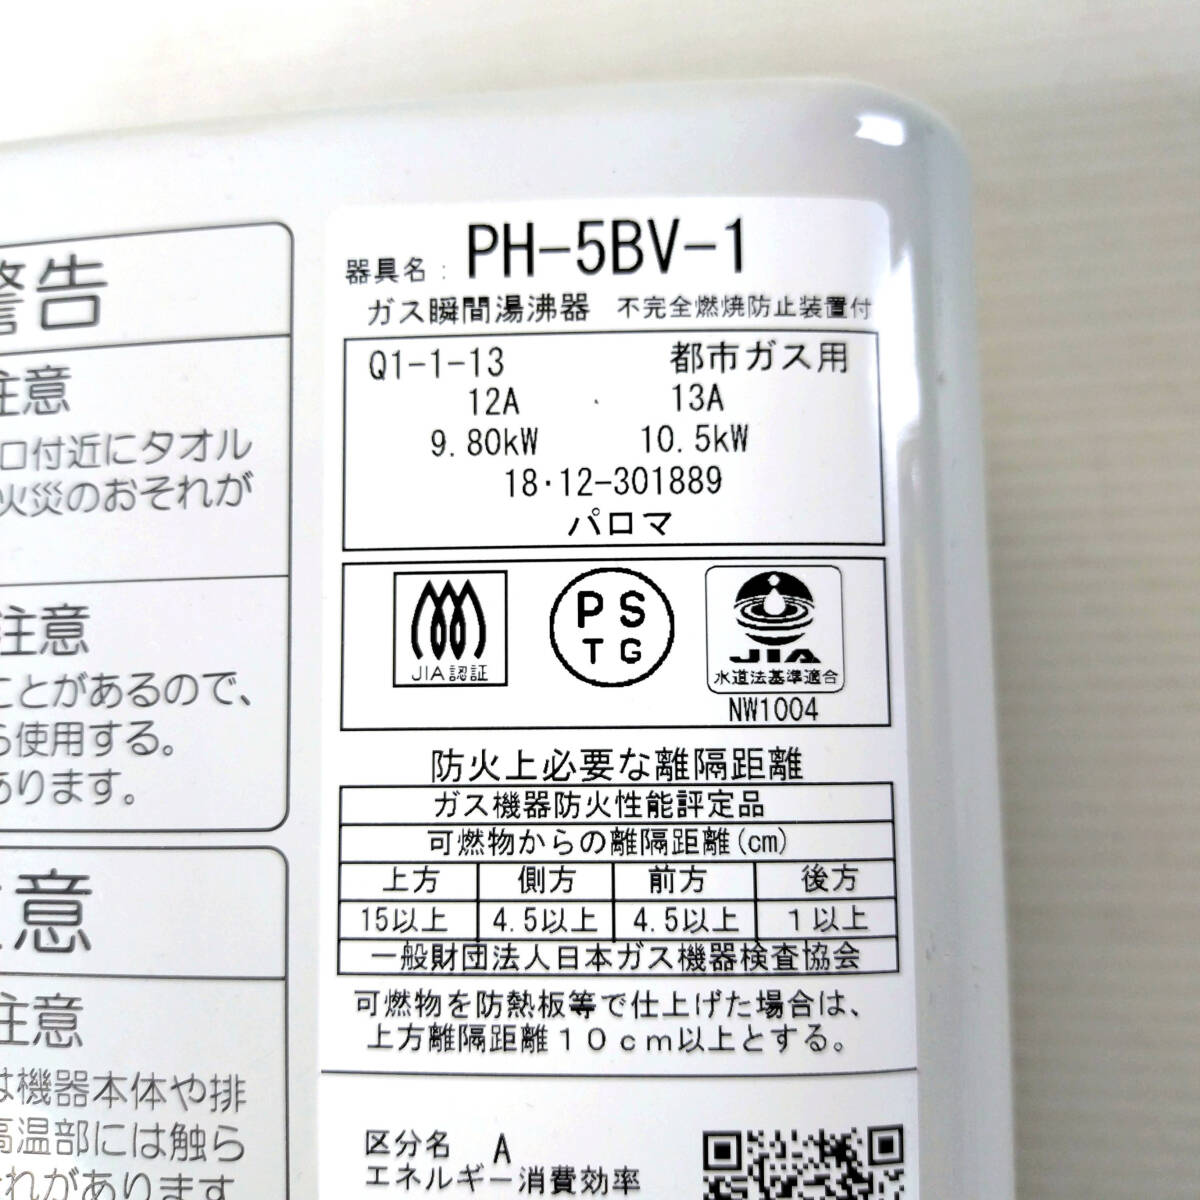 警告
注意
口付近にタオル
火災のおそれが
注意
ことがあるので、
ら使用する。
あります。
注意
注意
は機器本体や排
高温部には触ら
それがあります
器具名: PH-5BV-1
ガス瞬間湯沸器 不完全燃焼防止装置付
Q1-1-13 都市ガス用
12A 13A
9.80kW 10.5kW
18・12-301889
パロマ
JIA認証
PS
TG
JIA
水道法基準適合
NW1004
防火上必要な離隔距離
ガス機器防火性能評定品
可燃物からの離隔距離(cm)
上方 側方 前方 後方
15以上 4.5以上 4.5以上 1以上
一般財団法人日本ガス機器検査協会
可燃物を防熱板等で仕上げた場合は、
上方離隔距離10cm以上とする。
区分名 A
エネルギー消費効率